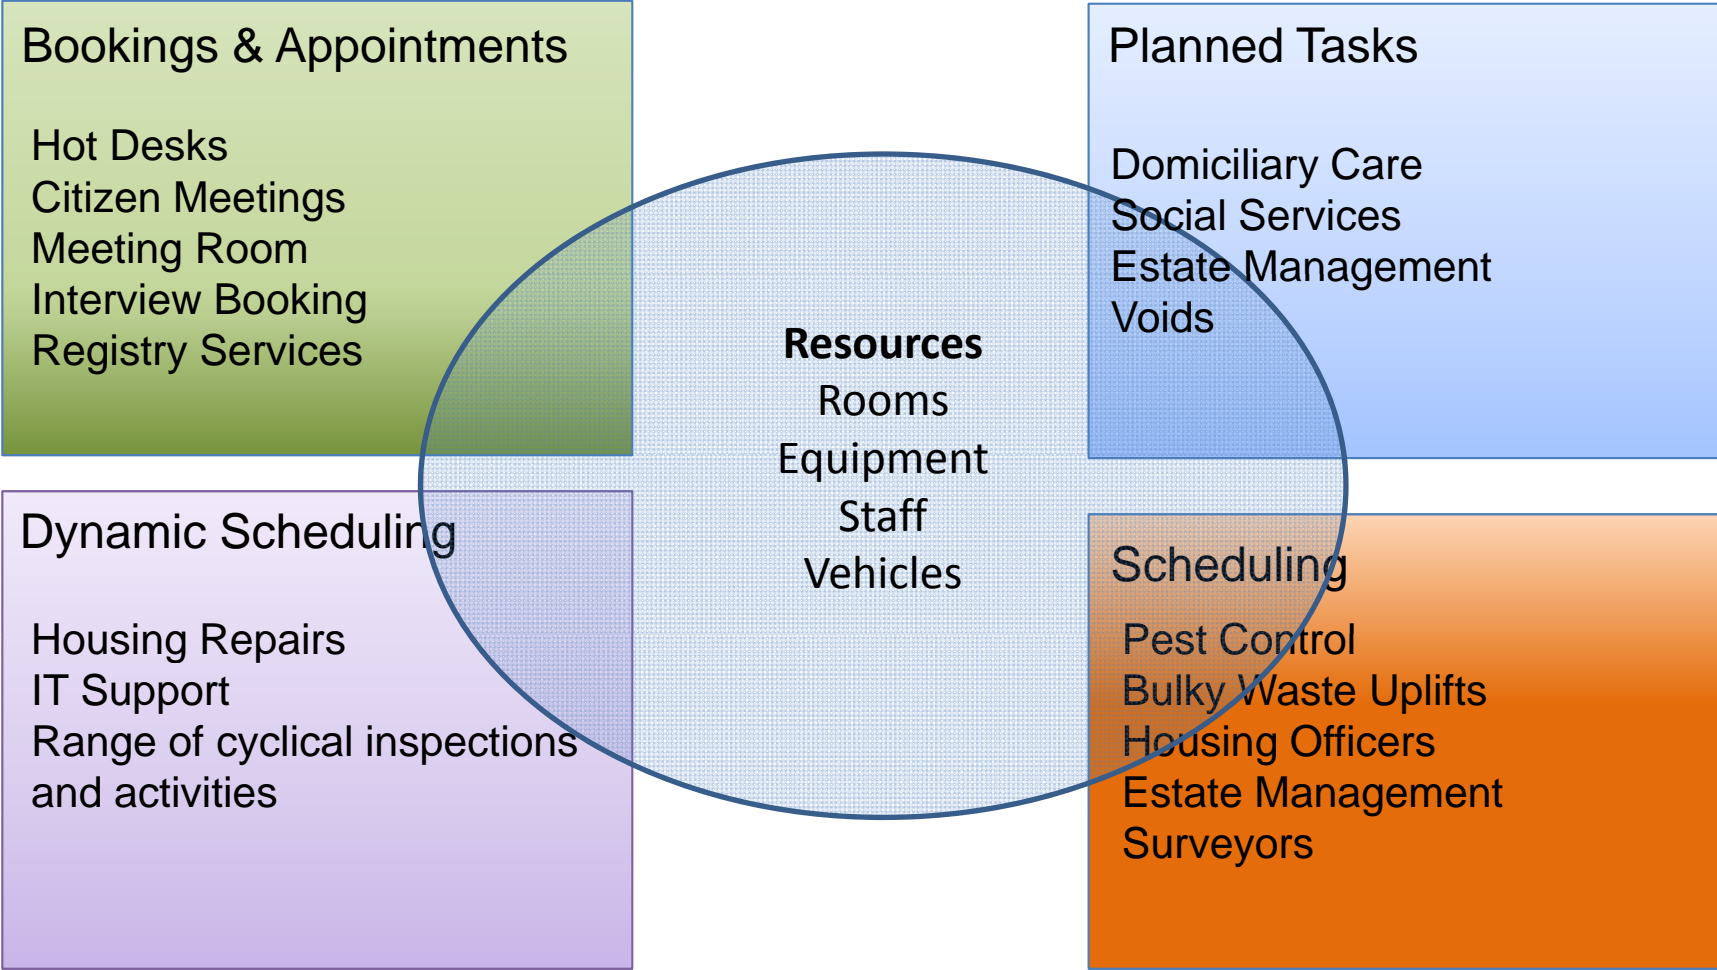 Bookings & Appointments
Hot Desks
Citizen Meetings
Meeting Room
Interview Booking
Registry Services
Planned Tasks
Domiciliary Care
Social Services
Estate Management
Voids
Resources
Rooms
Equipment
Staff
Vehicles
Dynamic Scheduling
Housing Repairs
IT Support
Range of cyclical inspections
and activities
Scheduling
Pest Control
Bulky Waste Uplifts
Housing Officers
Estate Management
Surveyors